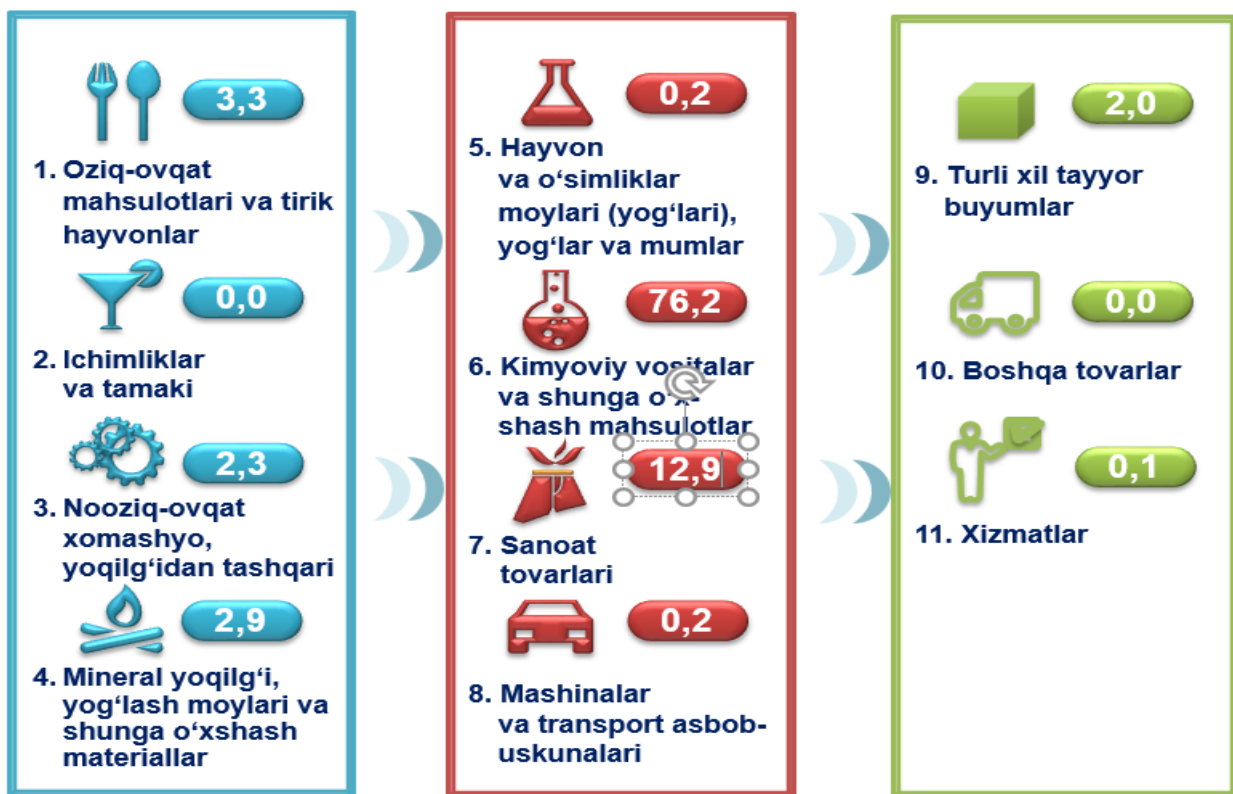 3,3
1. Oziq-ovqat
mahsulotlari va tirik
hayvonlar
0,0
2. Ichimliklar
va tamaki
2,3
3. Nooziq-ovqat
xomashyo,
yoqilg‘idan tashqari
2,9
4. Mineral yoqilg‘i,
yog‘lash moylari va
shunga o‘xshash
materiallar
0,2
5. Hayvon
va o‘simliklar
moylari (yog‘lari),
yog‘lar va mumlar
76,2
6. Kimyoviy vositalar
va shunga o‘x-
shash mahsulotlar
12,9
7. Sanoat
tovarlari
0,2
8. Mashinalar
va transport asbob-
uskunalari
2,0
9. Turli xil tayyor
buyumlar
0,0
10. Boshqa tovarlar
0,1
11. Xizmatlar